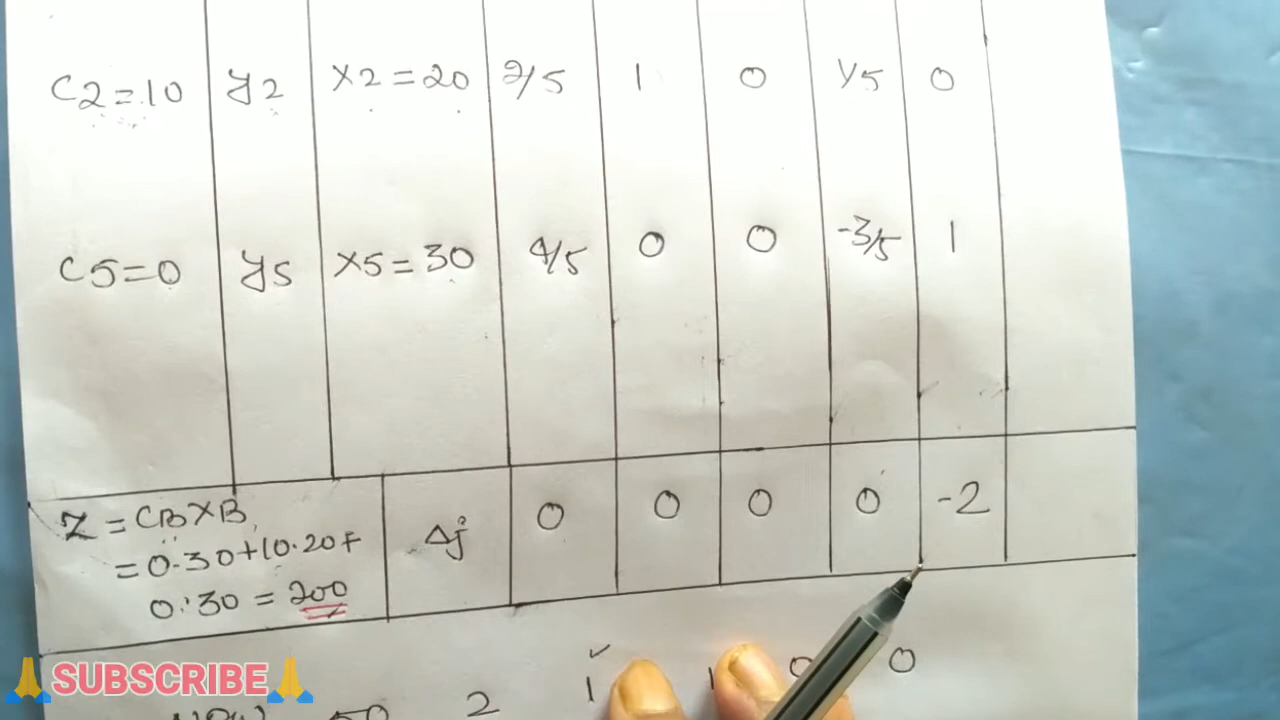 C2=10 y2 x2=20 2/5 1 0 1/5 0
C5=0 y5 x5=30 4/5 0 0 -3/5 1
Z = CB XB, Δj 0 0 0 0 -2
= 0.30+10.20+
0.30 = 200
SUBSCRIBE
2 1 1 0 0